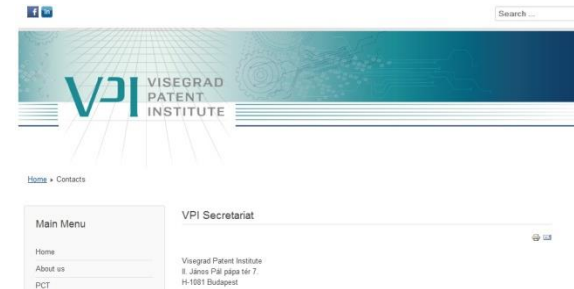 Search ...
VPI
VISEGRAD
PATENT
INSTITUTE
Home ▸ Contacts
Main Menu
Home
About us
PCT
VPI Secretariat
Visegrad Patent Institute
II. János Pál pápa tér 7.
H-1081 Budapest